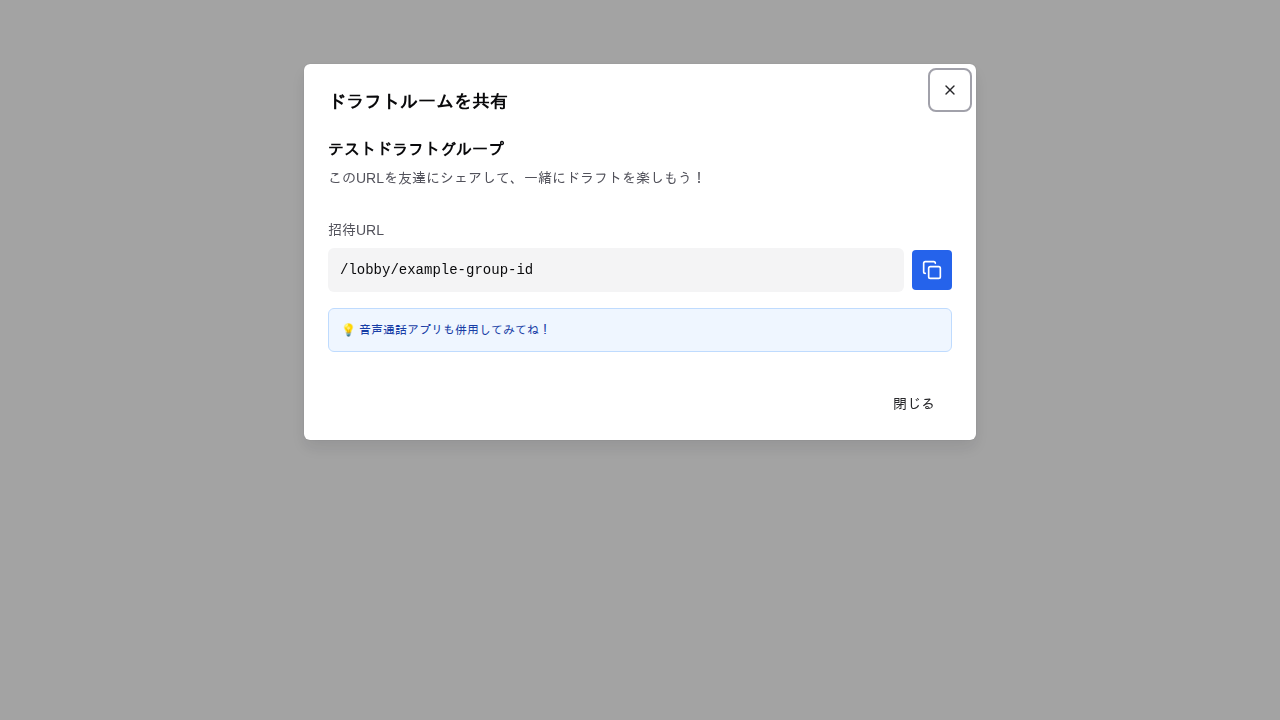 ドラフトルームを共有
テストドラフトグループ
このURLを友達にシェアして、一緒にドラフトを楽しもう！
招待URL
/lobby/example-group-id
💡 音声通話アプリも併用してみてね！
閉じる